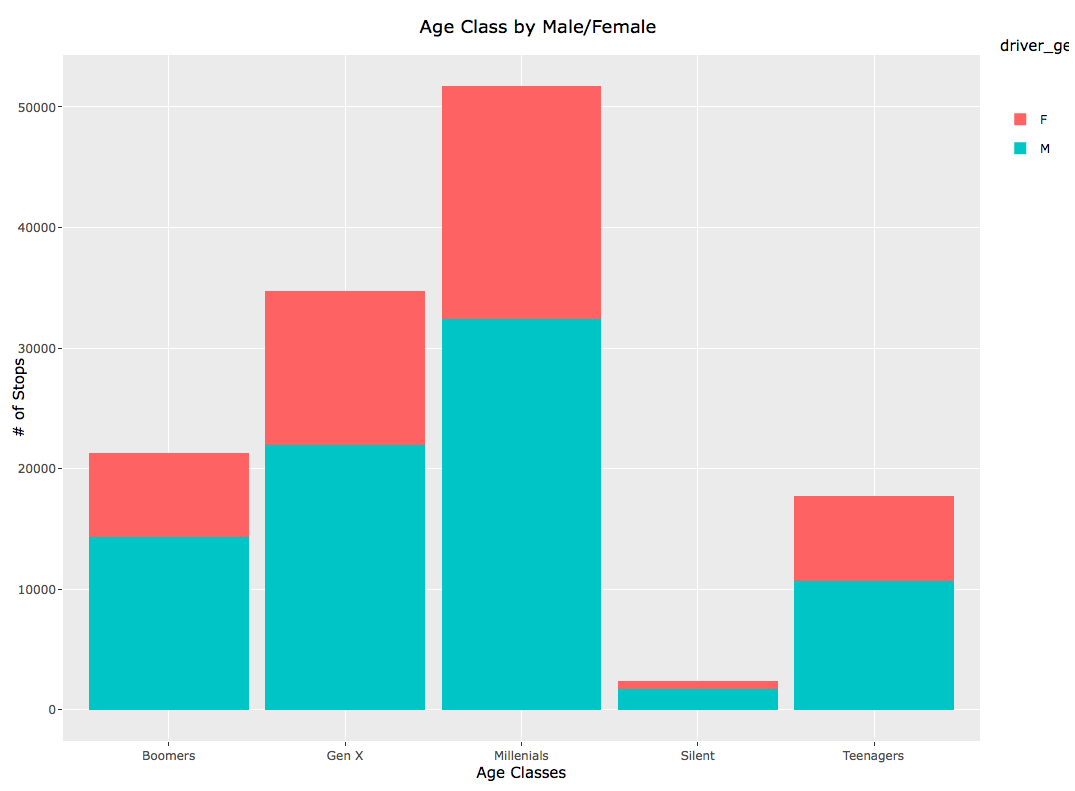 Age Class by Male/Female
driver_ge
F
M
50000
40000
30000
20000
10000
0
# of Stops
Boomers
Gen X
Millenials
Silent
Teenagers
Age Classes